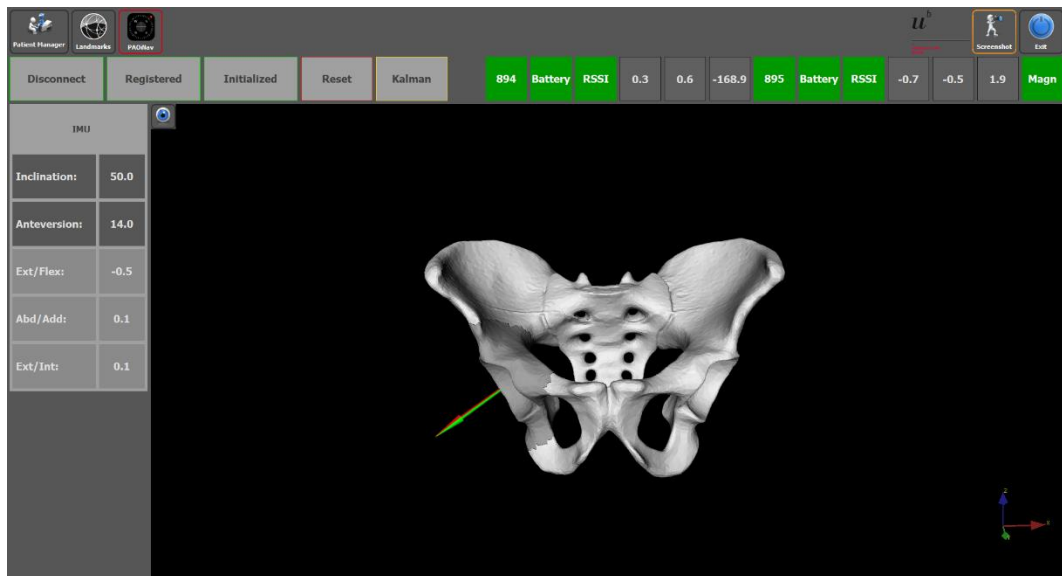 Patient Manager
Landmarks
PAONav
u b
Screenshot
Exit
Disconnect Registered Initialized Reset Kalman 894 Battery RSSI 0.3 0.6 -168.9 895 Battery RSSI -0.7 -0.5 1.9 Magn
IMU
Inclination: 50.0
Anteversion: 14.0
Ext/Flex: -0.5
Abd/Add: 0.1
Ext/Int: 0.1